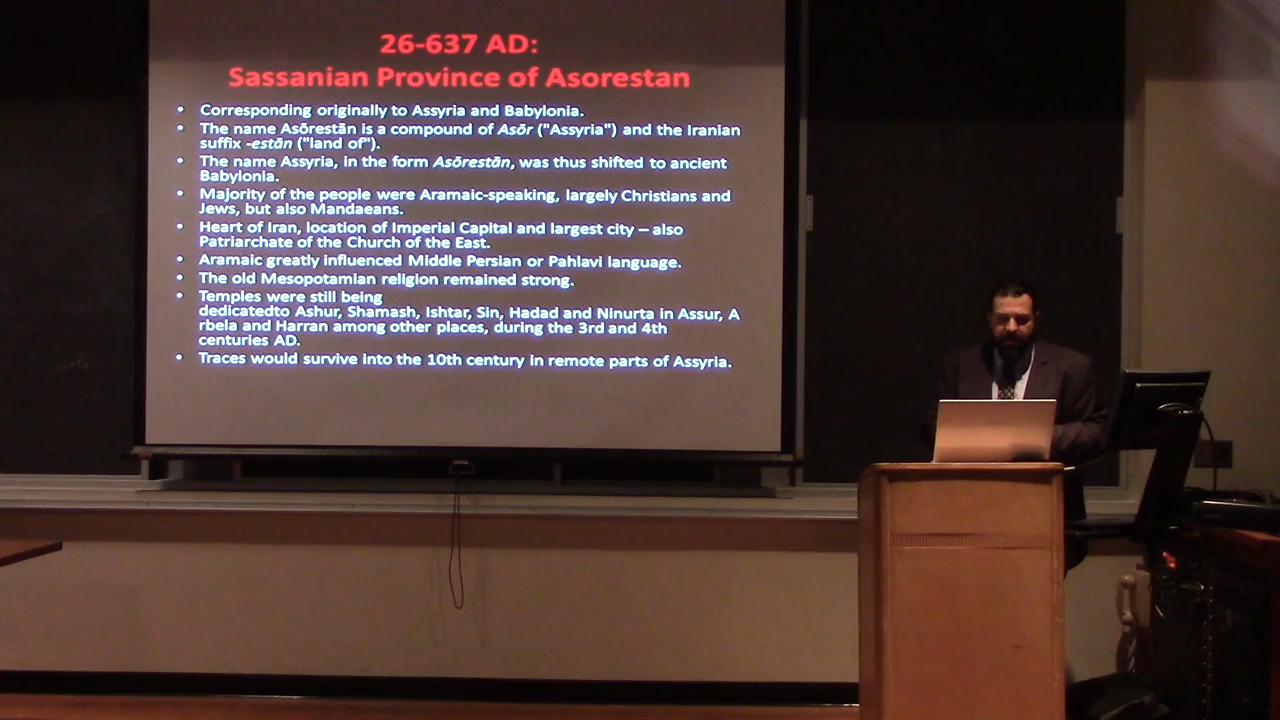 26-637 AD:
Sassanian Province of Asorestan
• Corresponding originally to Assyria and Babylonia.
• The name Asōrestān is a compound of Asōr ("Assyria") and the Iranian
suffix -estān ("land of").
• The name Assyria, in the form Asōrestān, was thus shifted to ancient
Babylonia.
• Majority of the people were Aramaic-speaking, largely Christians and
Jews, but also Mandaeans.
• Heart of Iran, location of Imperial Capital and largest city – also
Patriarchate of the Church of the East.
• Aramaic greatly influenced Middle Persian or Pahlavi language.
• The old Mesopotamian religion remained strong.
• Temples were still being
dedicatedto Ashur, Shamash, Ishtar, Sin, Hadad and Ninurta in Assur, A
rbela and Harran among other places, during the 3rd and 4th
centuries AD.
• Traces would survive into the 10th century in remote parts of Assyria.